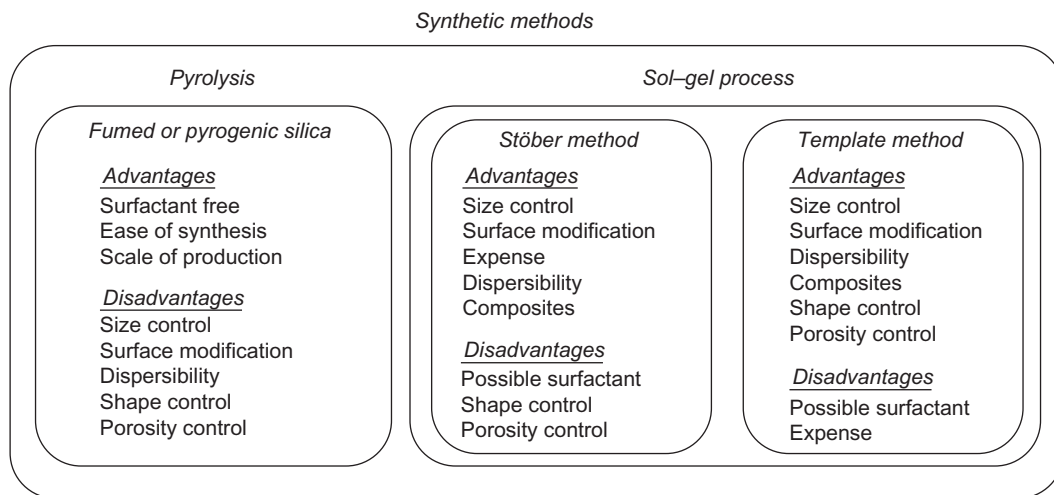 Synthetic methods
Pyrolysis
Fumed or pyrogenic silica
Advantages
Surfactant free
Ease of synthesis
Scale of production
Disadvantages
Size control
Surface modification
Dispersibility
Shape control
Porosity control
Sol–gel process
Stöber method
Advantages
Size control
Surface modification
Expense
Dispersibility
Composites
Disadvantages
Possible surfactant
Shape control
Porosity control
Template method
Advantages
Size control
Surface modification
Dispersibility
Composites
Shape control
Porosity control
Disadvantages
Possible surfactant
Expense